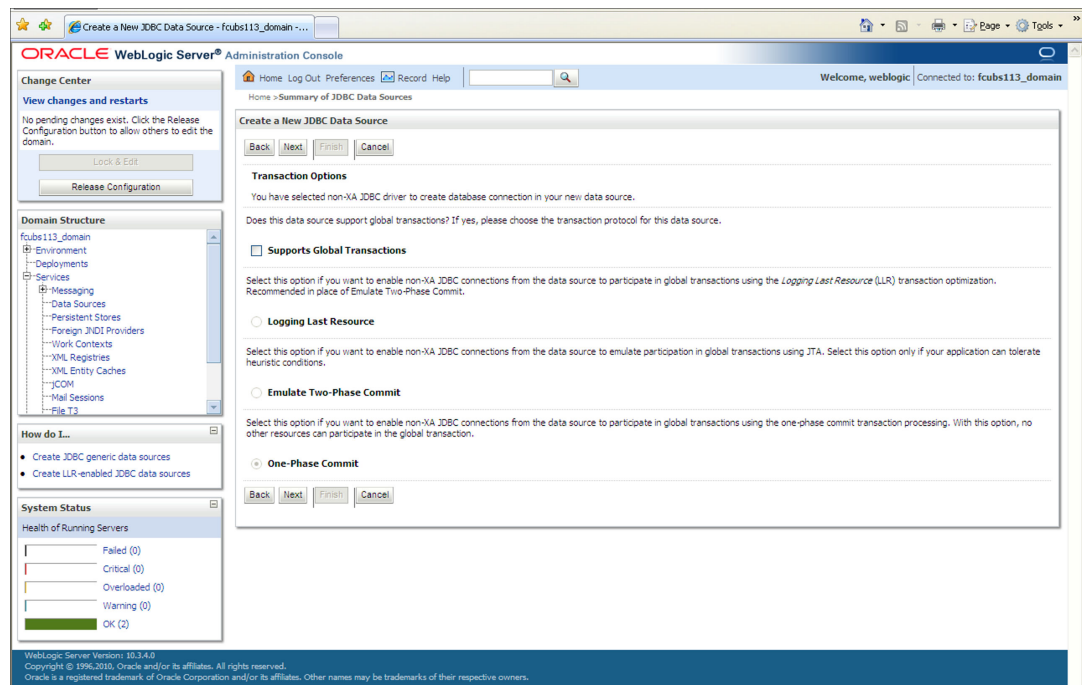 Create a New JDBC Data Source - fcubs113_domain -...
Page
Tools
»
ORACLE WebLogic Server® Administration Console
Change Center
View changes and restarts
No pending changes exist. Click the Release
Configuration button to allow others to edit the
domain.
Lock & Edit
Release Configuration
Domain Structure
fcubs113_domain
Environment
Deployments
Services
Messaging
Data Sources
Persistent Stores
Foreign JNDI Providers
Work Contexts
XML Registries
XML Entity Caches
jCOM
Mail Sessions
File T3
How do I...
Create JDBC generic data sources
Create LLR-enabled JDBC data sources
System Status
Health of Running Servers
Failed (0)
Critical (0)
Overloaded (0)
Warning (0)
OK (2)
Home Log Out Preferences Record Help
Welcome, weblogic Connected to: fcubs113_domain
Home >Summary of JDBC Data Sources
Create a New JDBC Data Source
Back Next Finish Cancel
Transaction Options
You have selected non-XA JDBC driver to create database connection in your new data source.
Does this data source support global transactions? If yes, please choose the transaction protocol for this data source.
Supports Global Transactions
Select this option if you want to enable non-XA JDBC connections from the data source to participate in global transactions using the Logging Last Resource (LLR) transaction optimization.
Recommended in place of Emulate Two-Phase Commit.
Logging Last Resource
Select this option if you want to enable non-XA JDBC connections from the data source to emulate participation in global transactions using JTA. Select this option only if your application can tolerate
heuristic conditions.
Emulate Two-Phase Commit
Select this option if you want to enable non-XA JDBC connections from the data source to participate in global transactions using the one-phase commit transaction processing. With this option, no
other resources can participate in the global transaction.
One-Phase Commit
Back Next Finish Cancel
WebLogic Server Version: 10.3.4.0
Copyright © 1996,2010, Oracle and/or its affiliates. All rights reserved.
Oracle is a registered trademark of Oracle Corporation and/or its affiliates. Other names may be trademarks of their respective owners.